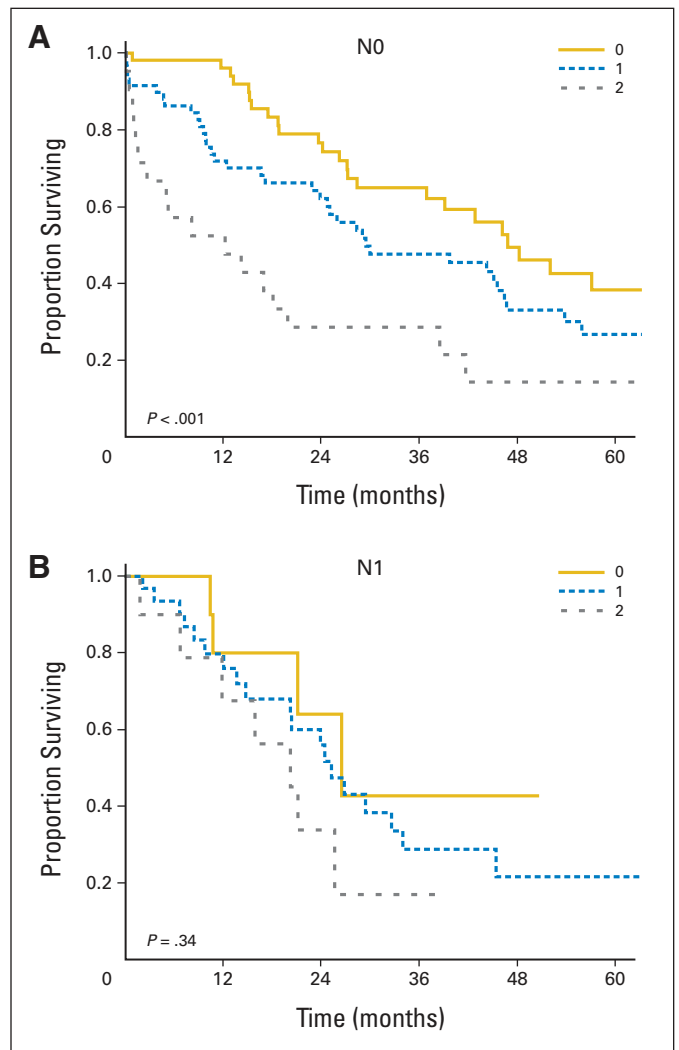 A
N0
0
1
2
1.0
0.8
0.6
0.4
0.2
Proportion Surviving
P < .001
0 12 24 36 48 60
Time (months)
B
N1
0
1
2
1.0
0.8
0.6
0.4
0.2
Proportion Surviving
P = .34
0 12 24 36 48 60
Time (months)